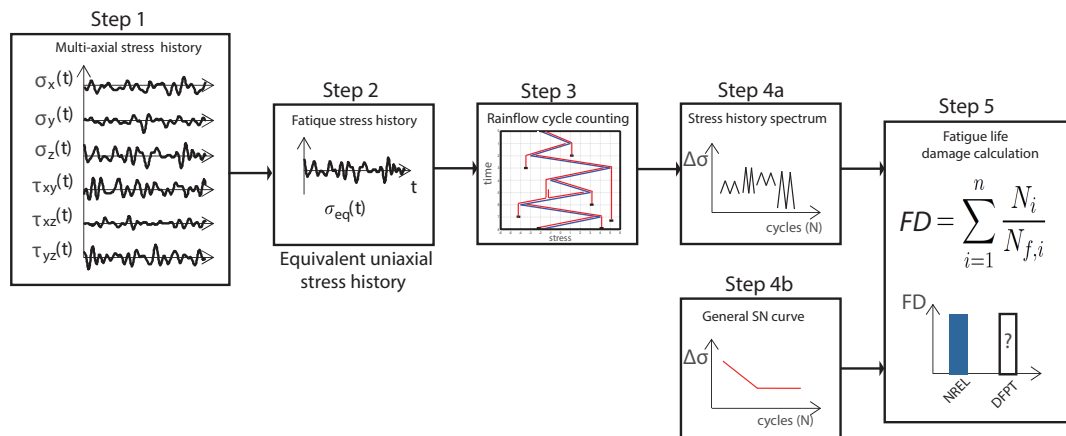 Step 1
Multi-axial stress history
σx(t)
σy(t)
σz(t)
τxy(t)
τxz(t)
τyz(t)
Step 2
Fatique stress history
t
σeq(t)
Equivalent uniaxial
stress history
Step 3
Rainflow cycle counting
time
stress
Step 4a
Stress history spectrum
Δσ
cycles (N)
Step 4b
General SN curve
Δσ
cycles (N)
Step 5
Fatigue life
damage calculation
FD = ∑_{i=1}^{n} N_i / N_{f,i}
FD
?
NREL
DFPT